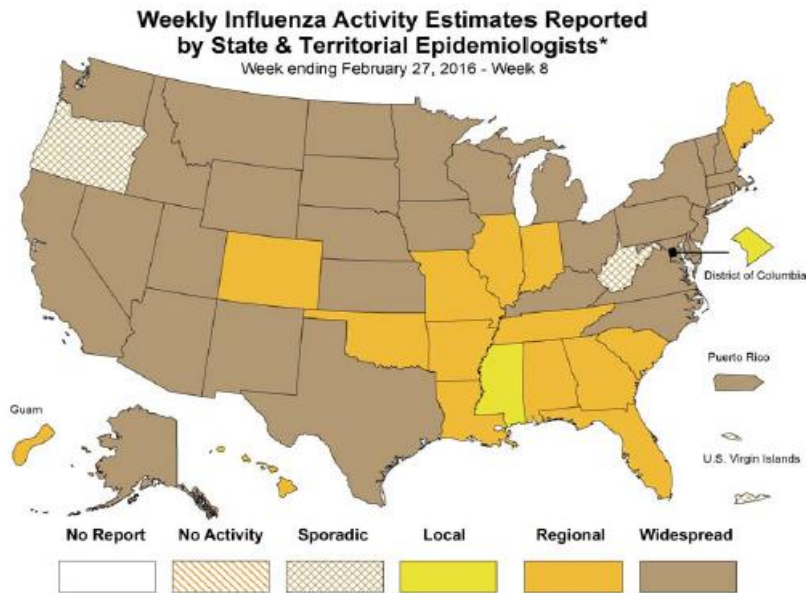 Weekly Influenza Activity Estimates Reported
by State & Territorial Epidemiologists*
Week ending February 27, 2016 - Week 8
District of Columbia
Puerto Rico
Guam
U.S. Virgin Islands
No Report No Activity Sporadic Local Regional Widespread